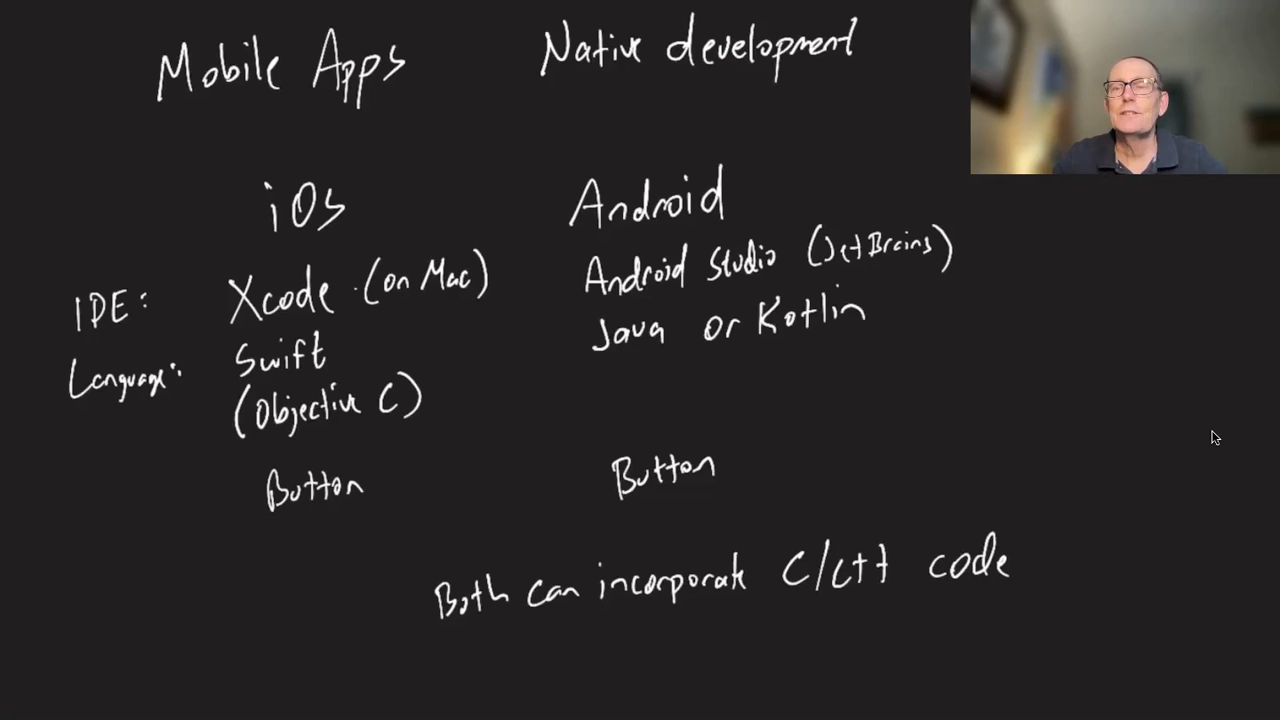 Mobile Apps Native development
iOS Android
IDE: Xcode (on Mac) Android Studio (JetBrains)
Language: Swift Java or Kotlin
(Objective C)
Button Button
Both can incorporate C/C++ code